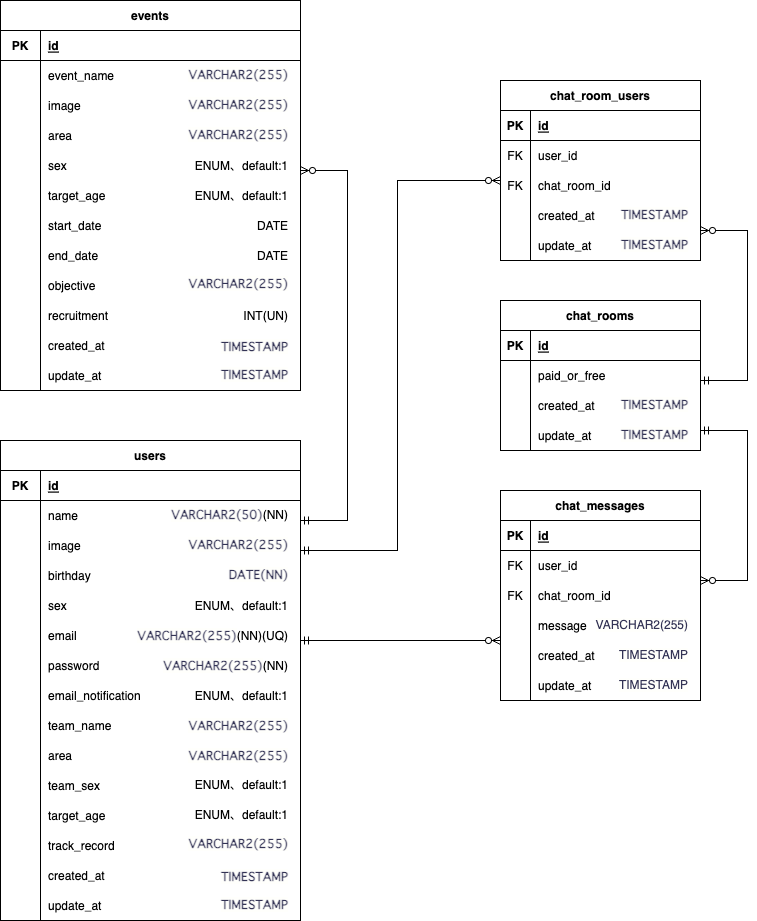 events
PK id
event_name VARCHAR2(255)
image VARCHAR2(255)
area VARCHAR2(255)
sex ENUM、default:1
target_age ENUM、default:1
start_date DATE
end_date DATE
objective VARCHAR2(255)
recruitment INT(UN)
created_at TIMESTAMP
update_at TIMESTAMP
users
PK id
name VARCHAR2(50)(NN)
image VARCHAR2(255)
birthday DATE(NN)
sex ENUM、default:1
email VARCHAR2(255)(NN)(UQ)
password VARCHAR2(255)(NN)
email_notification ENUM、default:1
team_name VARCHAR2(255)
area VARCHAR2(255)
team_sex ENUM、default:1
target_age ENUM、default:1
track_record VARCHAR2(255)
created_at TIMESTAMP
update_at TIMESTAMP
chat_room_users
PK id
FK user_id
FK chat_room_id
created_at TIMESTAMP
update_at TIMESTAMP
chat_rooms
PK id
paid_or_free
created_at TIMESTAMP
update_at TIMESTAMP
chat_messages
PK id
FK user_id
FK chat_room_id
message VARCHAR2(255)
created_at TIMESTAMP
update_at TIMESTAMP